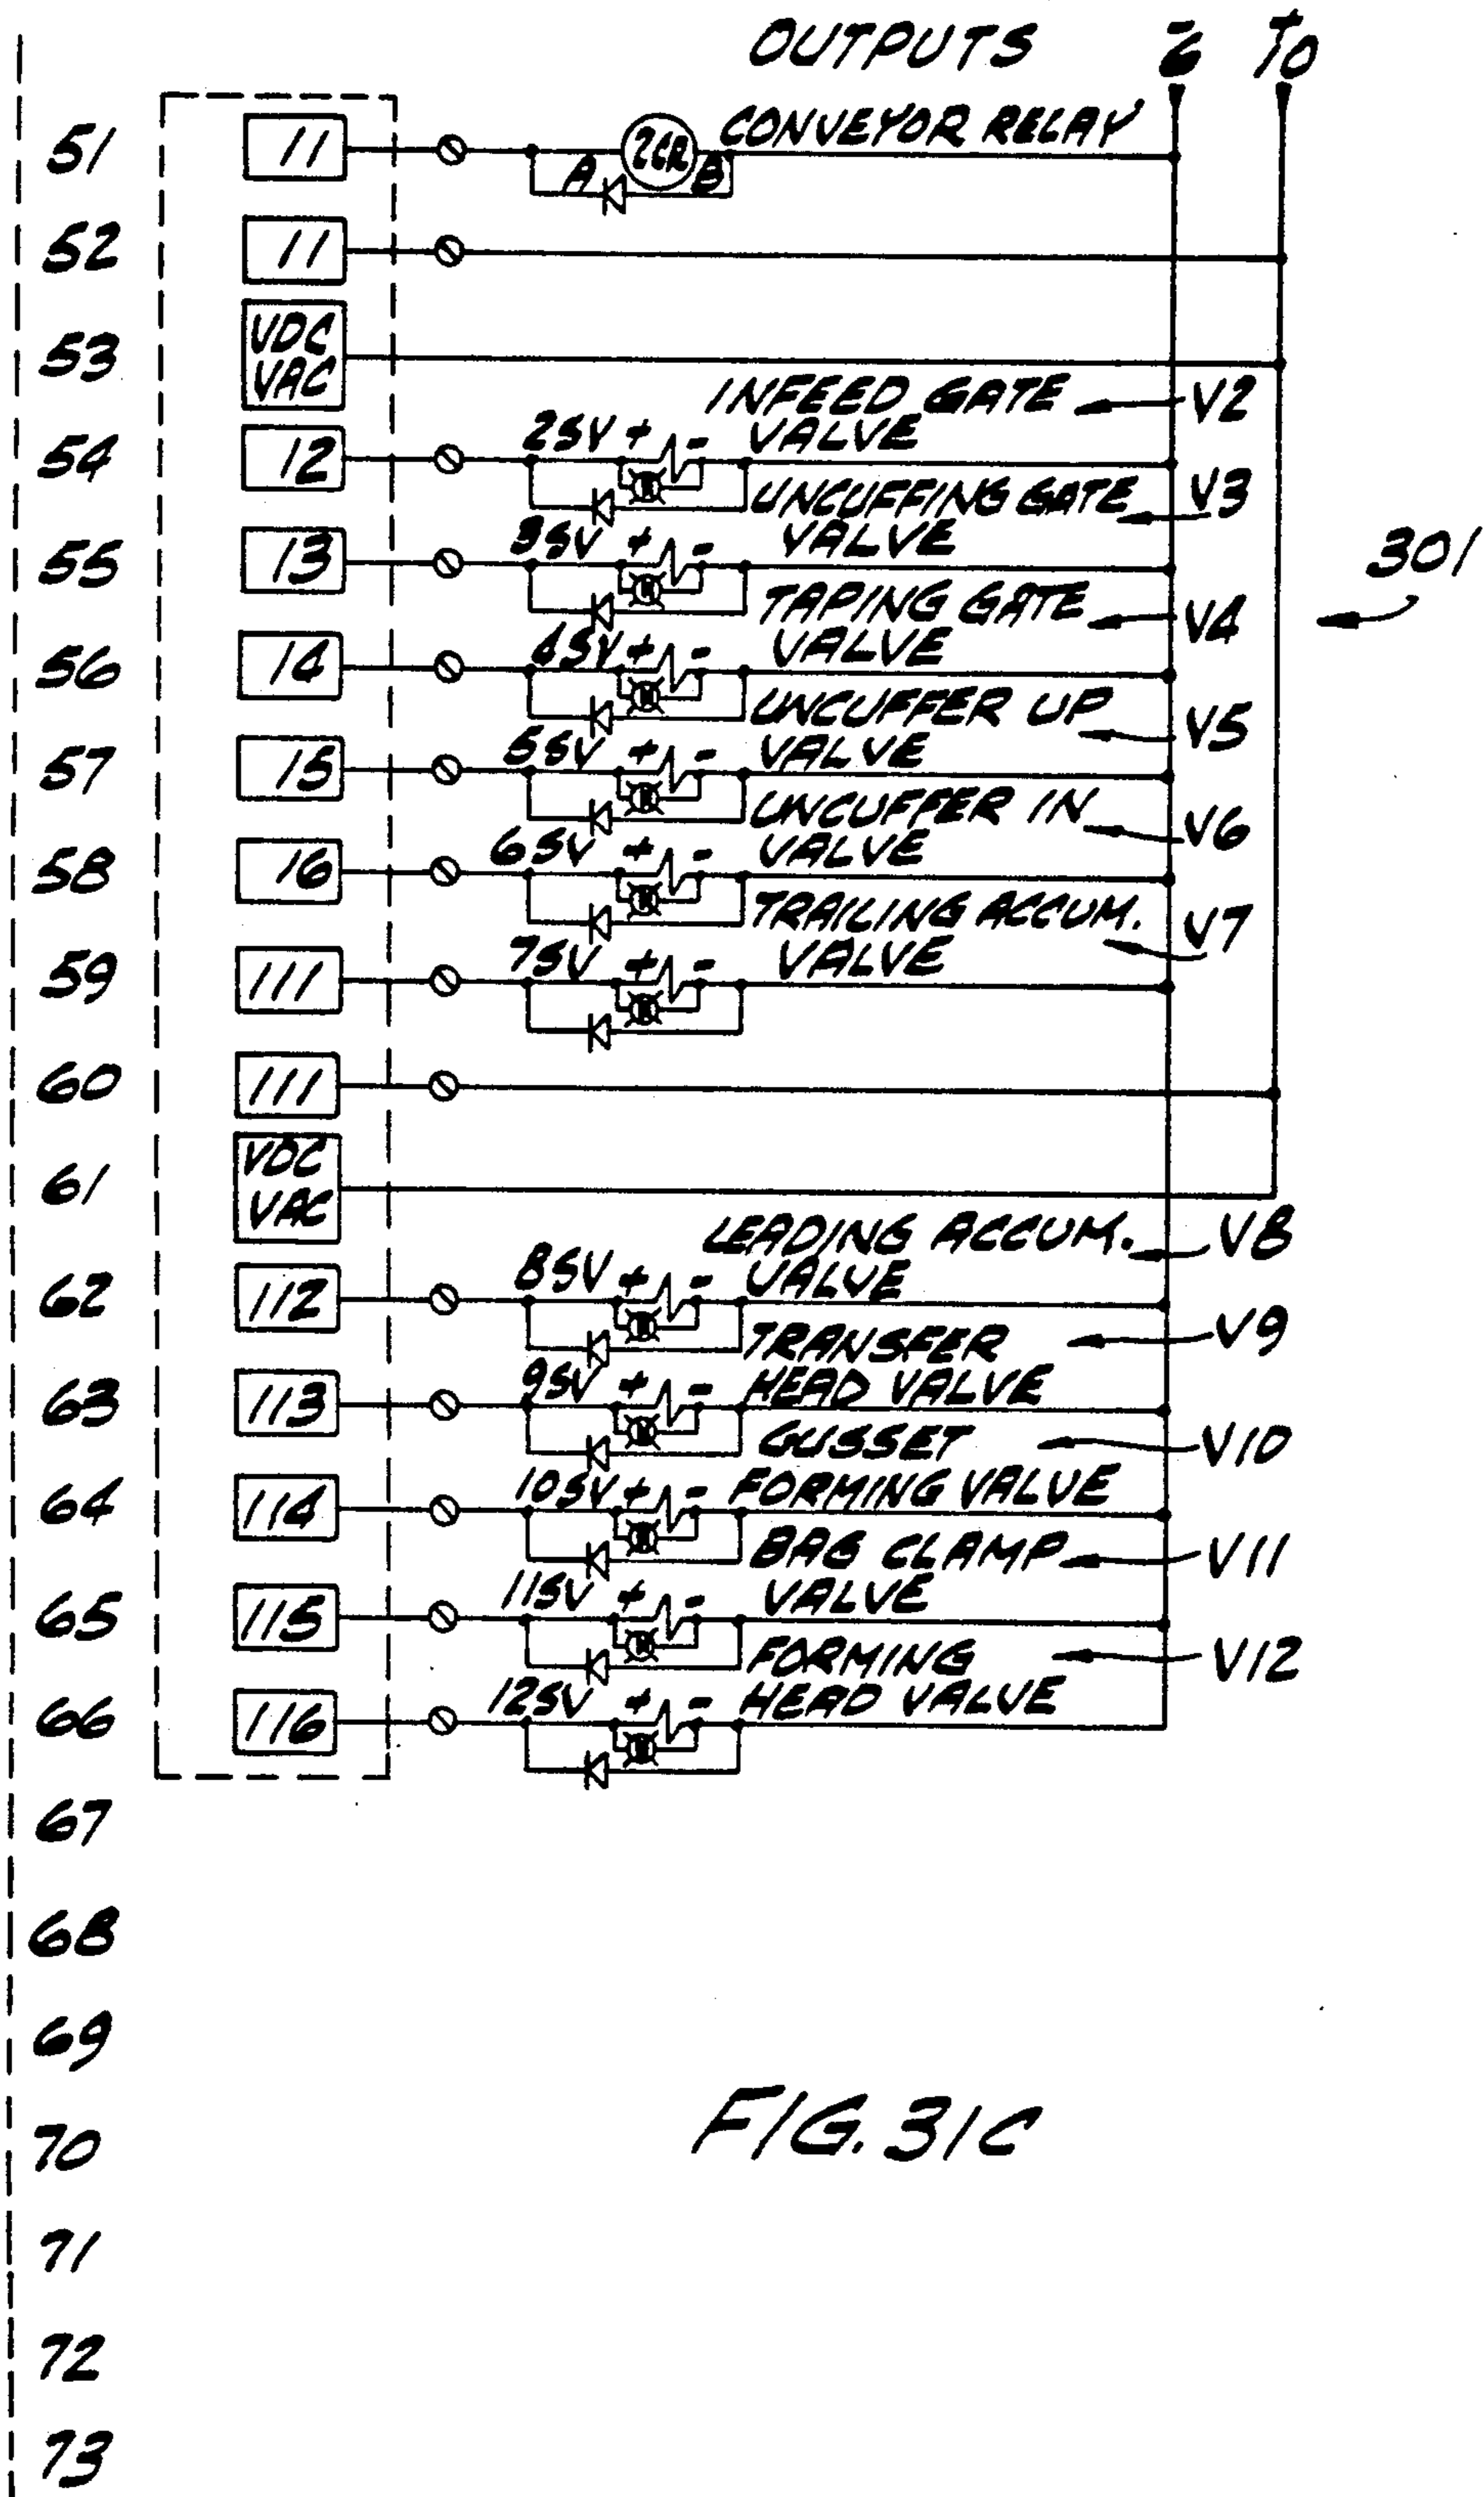 OUTPUTS
51 11 2CR CONVEYOR RELAY
A B
52 11
53 VDC
VAC
INFEED GATE V2
54 12 2SV + - VALVE
UNCUFFING GATE V3
55 13 3SV + - VALVE
301
TAPING GATE V4
56 14 4SV + - VALVE
UNCUFFER UP V5
57 15 5SV + - VALVE
UNCUFFER IN V6
58 16 6SV + - VALVE
TRAILING ACCUM. V7
59 111 7SV + - VALVE
60 111
61 VDC
VAC
LEADING ACCUM. V8
62 112 8SV + - VALVE
TRANSFER V9
63 113 9SV + - HEAD VALVE
GUSSET V10
64 114 10SV + - FORMING VALVE
BAG CLAMP V11
65 115 11SV + - VALVE
FORMING V12
66 116 12SV + - HEAD VALVE
67
68
69
70
71
72
73
FIG. 31C